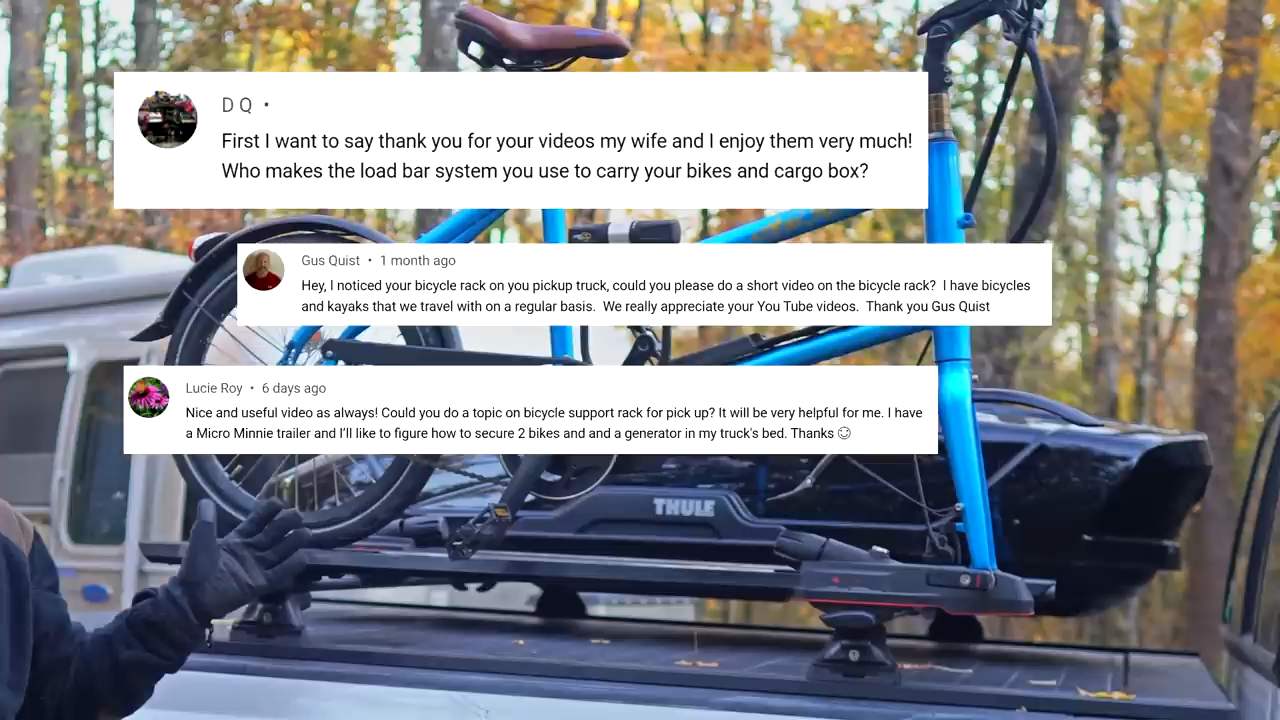 D Q •
First I want to say thank you for your videos my wife and I enjoy them very much!
Who makes the load bar system you use to carry your bikes and cargo box?
Gus Quist • 1 month ago
Hey, I noticed your bicycle rack on you pickup truck, could you please do a short video on the bicycle rack? I have bicycles
and kayaks that we travel with on a regular basis. We really appreciate your You Tube videos. Thank you Gus Quist
Lucie Roy • 6 days ago
Nice and useful video as always! Could you do a topic on bicycle support rack for pick up? It will be very helpful for me. I have
a Micro Minnie trailer and I'll like to figure how to secure 2 bikes and and a generator in my truck's bed. Thanks 😊
THULE